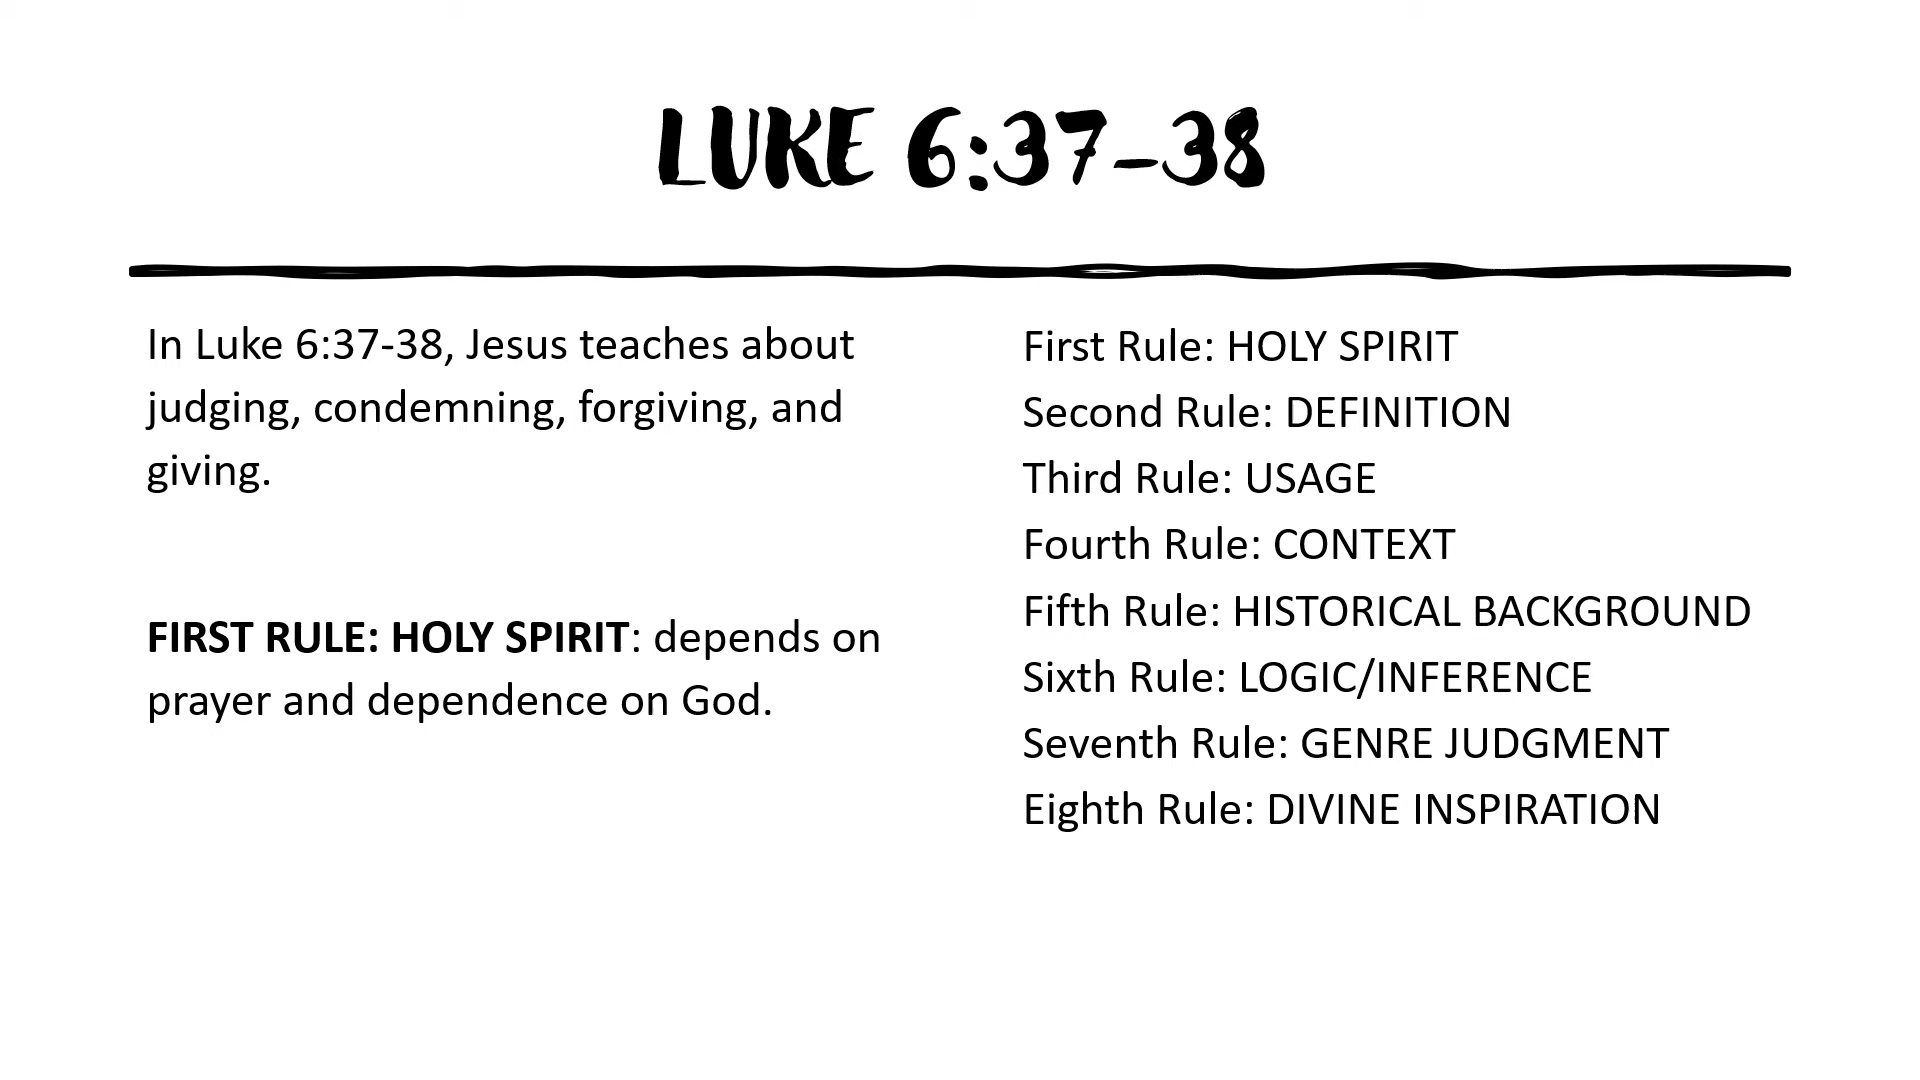 LUKE 6:37-38
In Luke 6:37-38, Jesus teaches about
judging, condemning, forgiving, and
giving.
FIRST RULE: HOLY SPIRIT: depends on
prayer and dependence on God.
First Rule: HOLY SPIRIT
Second Rule: DEFINITION
Third Rule: USAGE
Fourth Rule: CONTEXT
Fifth Rule: HISTORICAL BACKGROUND
Sixth Rule: LOGIC/INFERENCE
Seventh Rule: GENRE JUDGMENT
Eighth Rule: DIVINE INSPIRATION